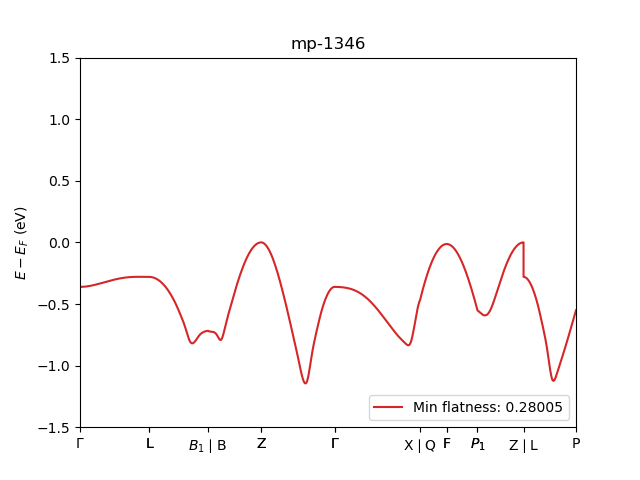 mp-1346
E − E_F (eV)
1.5
1.0
0.5
0.0
−0.5
−1.0
−1.5
Min flatness: 0.28005
Γ L B₁ | B Z Γ X | Q F P₁ Z | L P